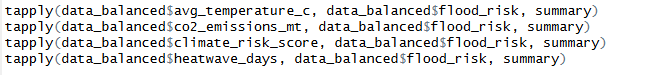 tapply(data_balanced$avg_temperature_c, data_balanced$flood_risk, summary)
tapply(data_balanced$co2_emissions_mt, data_balanced$flood_risk, summary)
tapply(data_balanced$climate_risk_score, data_balanced$flood_risk, summary)
tapply(data_balanced$heatwave_days, data_balanced$flood_risk, summary)